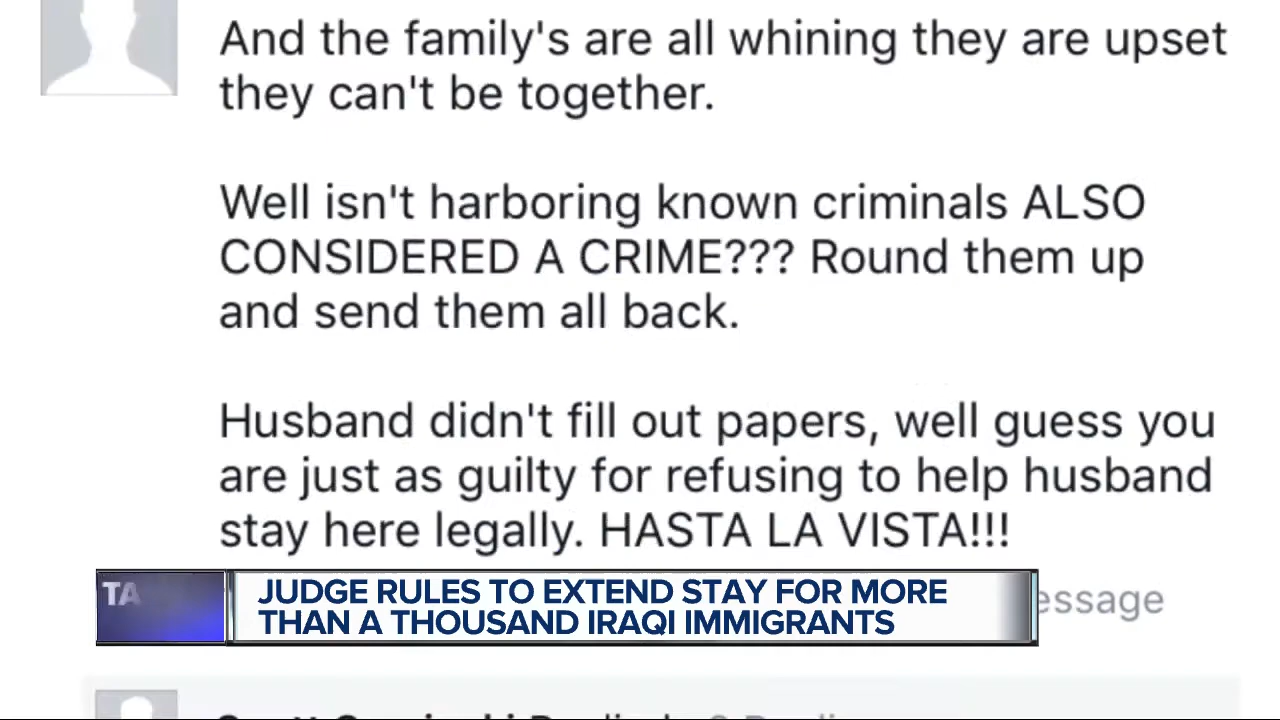 And the family's are all whining they are upset
they can't be together.
Well isn't harboring known criminals ALSO
CONSIDERED A CRIME??? Round them up
and send them all back.
Husband didn't fill out papers, well guess you
are just as guilty for refusing to help husband
stay here legally. HASTA LA VISTA!!!
TA
JUDGE RULES TO EXTEND STAY FOR MORE
THAN A THOUSAND IRAQI IMMIGRANTS
essage